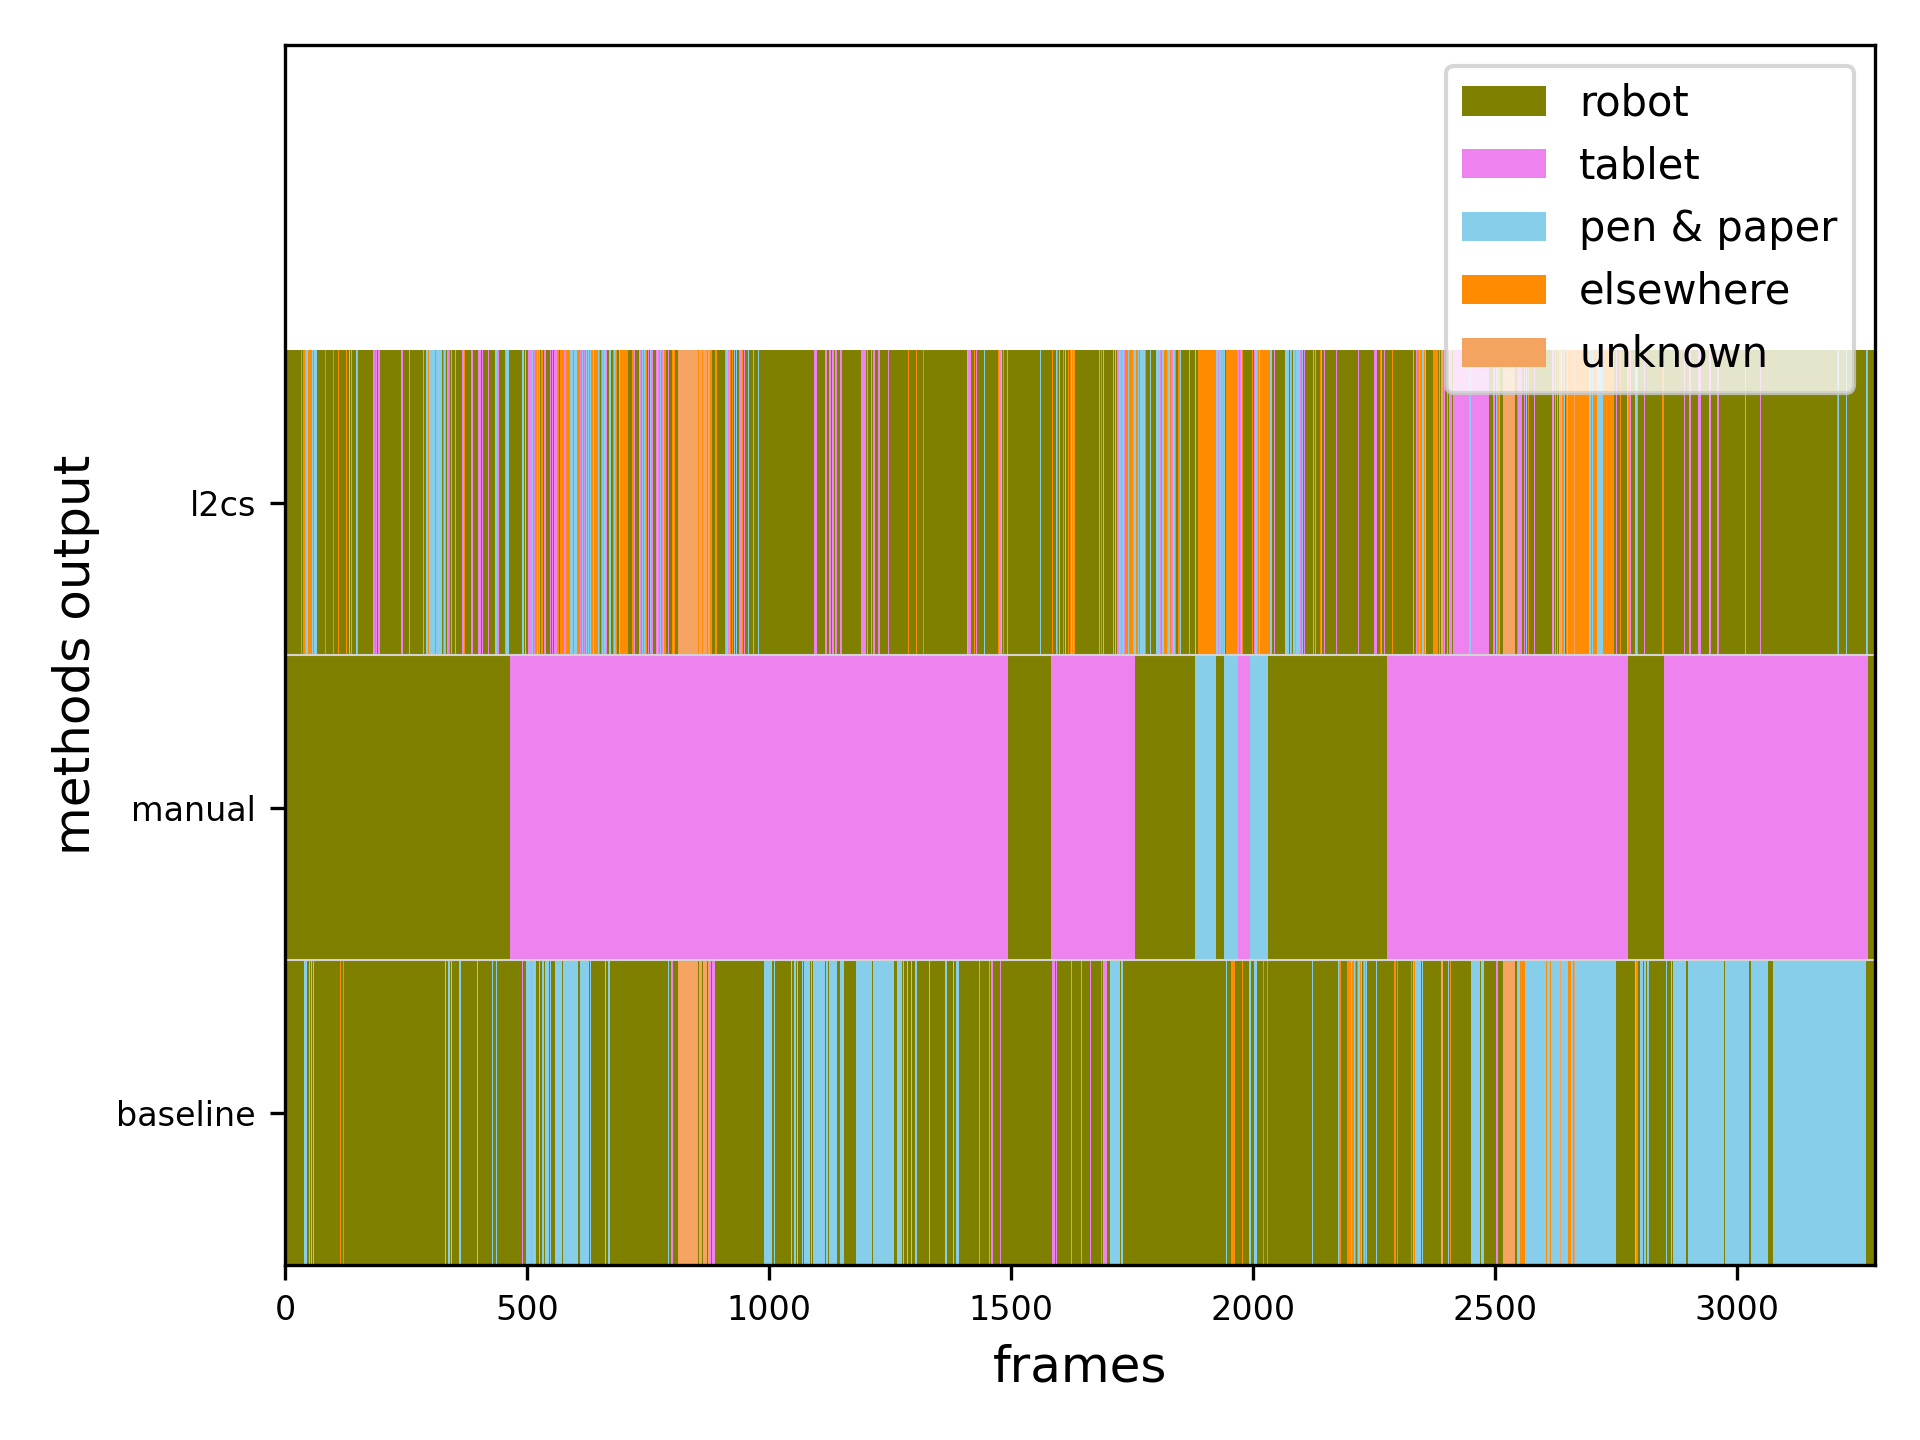 robot
tablet
pen & paper
elsewhere
unknown
methods output
l2cs
manual
baseline
0 500 1000 1500 2000 2500 3000
frames